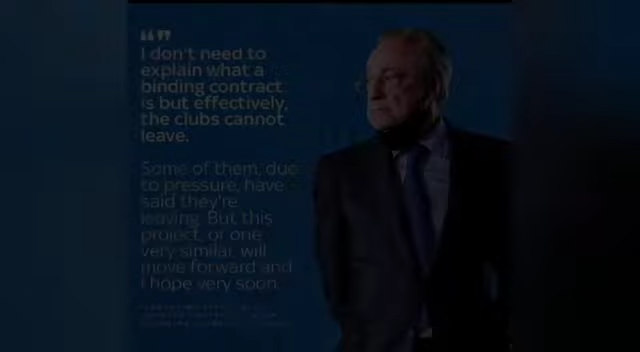 "
I don't need to
explain what a
binding contract
is but effectively,
the clubs cannot
leave.
Some of them, due
to pressure, have
said they're
leaving. But this
project, or one
very similar, will
move forward and
I hope very soon.